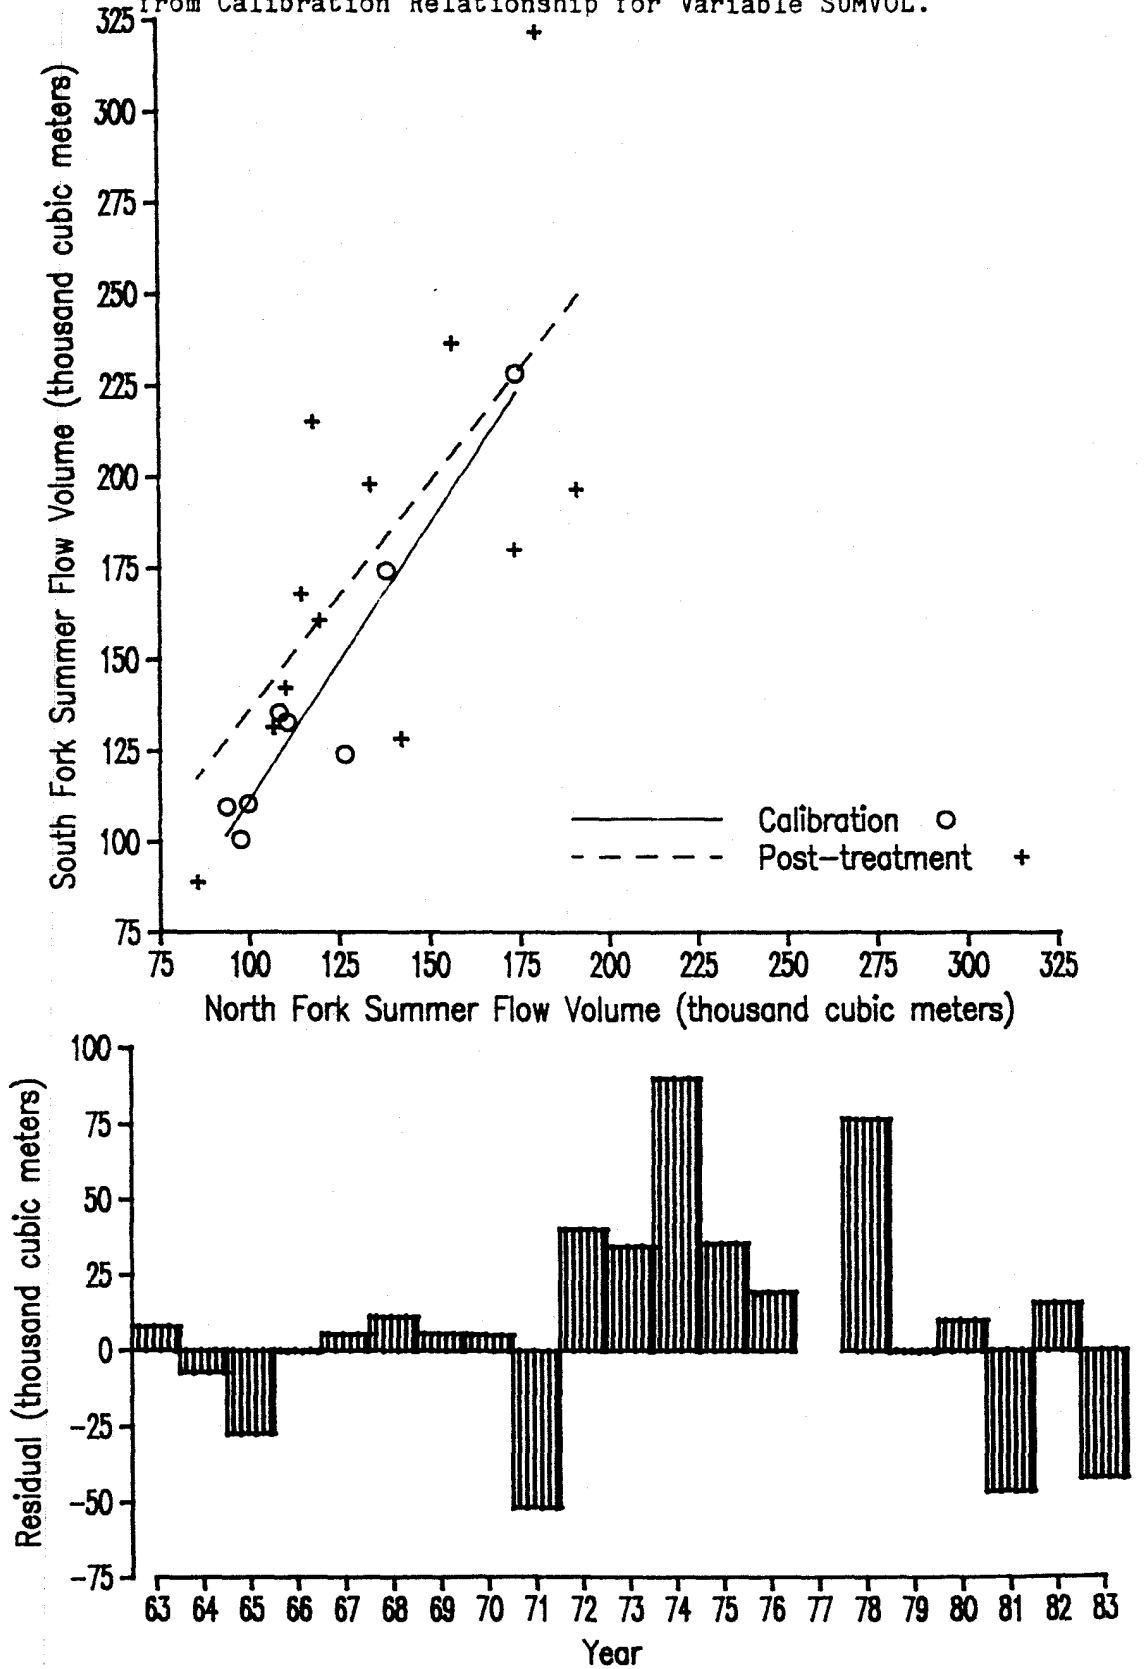 from Calibration Relationship for Variable SUMVOL.
South Fork Summer Flow Volume (thousand cubic meters)
325
300
275
250
225
200
175
150
125
100
75
Calibration
Post-treatment
75 100 125 150 175 200 225 250 275 300 325
North Fork Summer Flow Volume (thousand cubic meters)
Residual (thousand cubic meters)
100
75
50
25
0
-25
-50
-75
63 64 65 66 67 68 69 70 71 72 73 74 75 76 77 78 79 80 81 82 83
Year